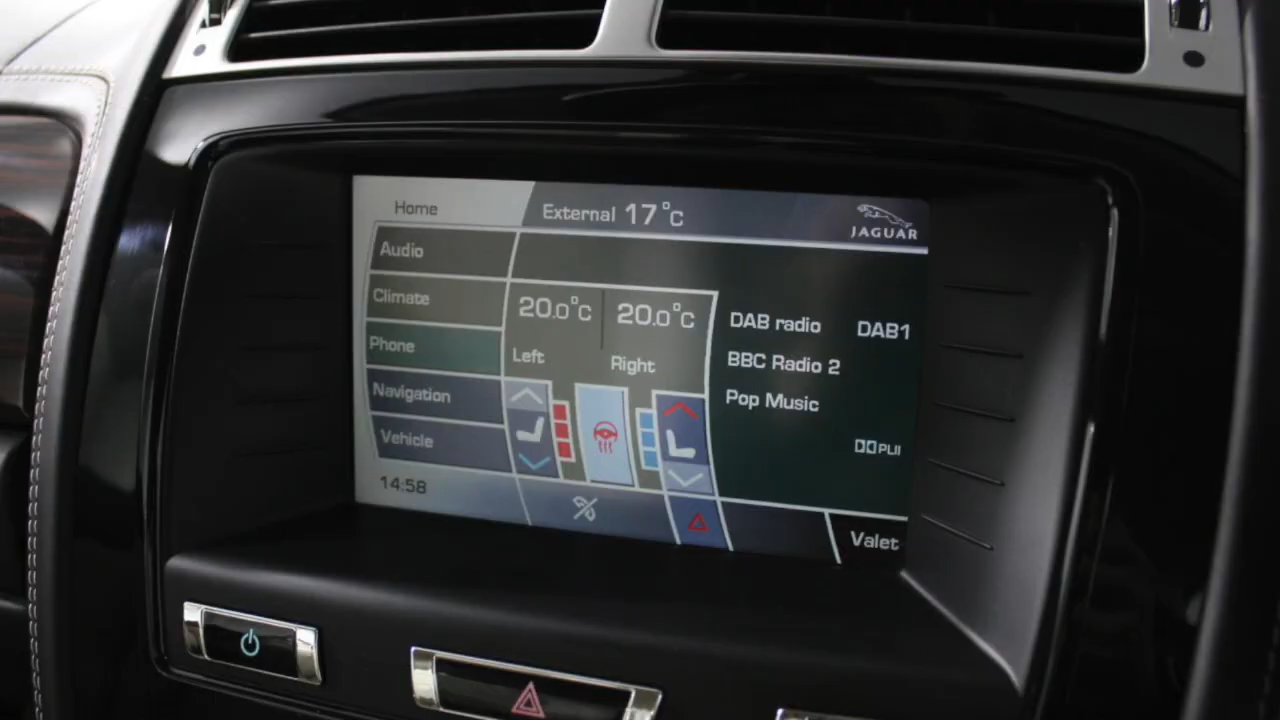 Home
External 17°C
JAGUAR
Audio
Climate
Phone
Navigation
Vehicle
14:58
20.0°C
20.0°C
Left
Right
DAB radio DAB1
BBC Radio 2
Pop Music
PLII
Valet